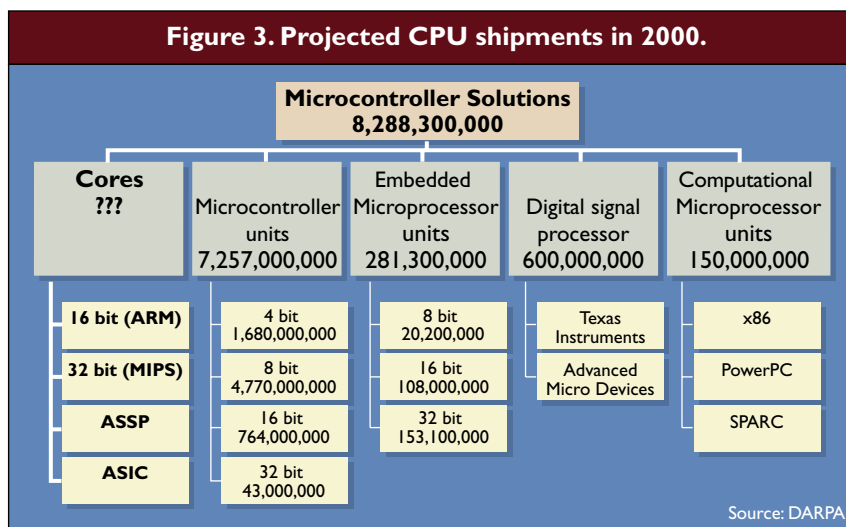 Figure 3. Projected CPU shipments in 2000.
Microcontroller Solutions
8,288,300,000
Cores
???
16 bit (ARM)
32 bit (MIPS)
ASSP
ASIC
Microcontroller
units
7,257,000,000
4 bit
1,680,000,000
8 bit
4,770,000,000
16 bit
764,000,000
32 bit
43,000,000
Embedded
Microprocessor
units
281,300,000
8 bit
20,200,000
16 bit
108,000,000
32 bit
153,100,000
Digital signal
processor
600,000,000
Texas
Instruments
Advanced
Micro Devices
Computational
Microprocessor
units
150,000,000
x86
PowerPC
SPARC
Source: DARPA